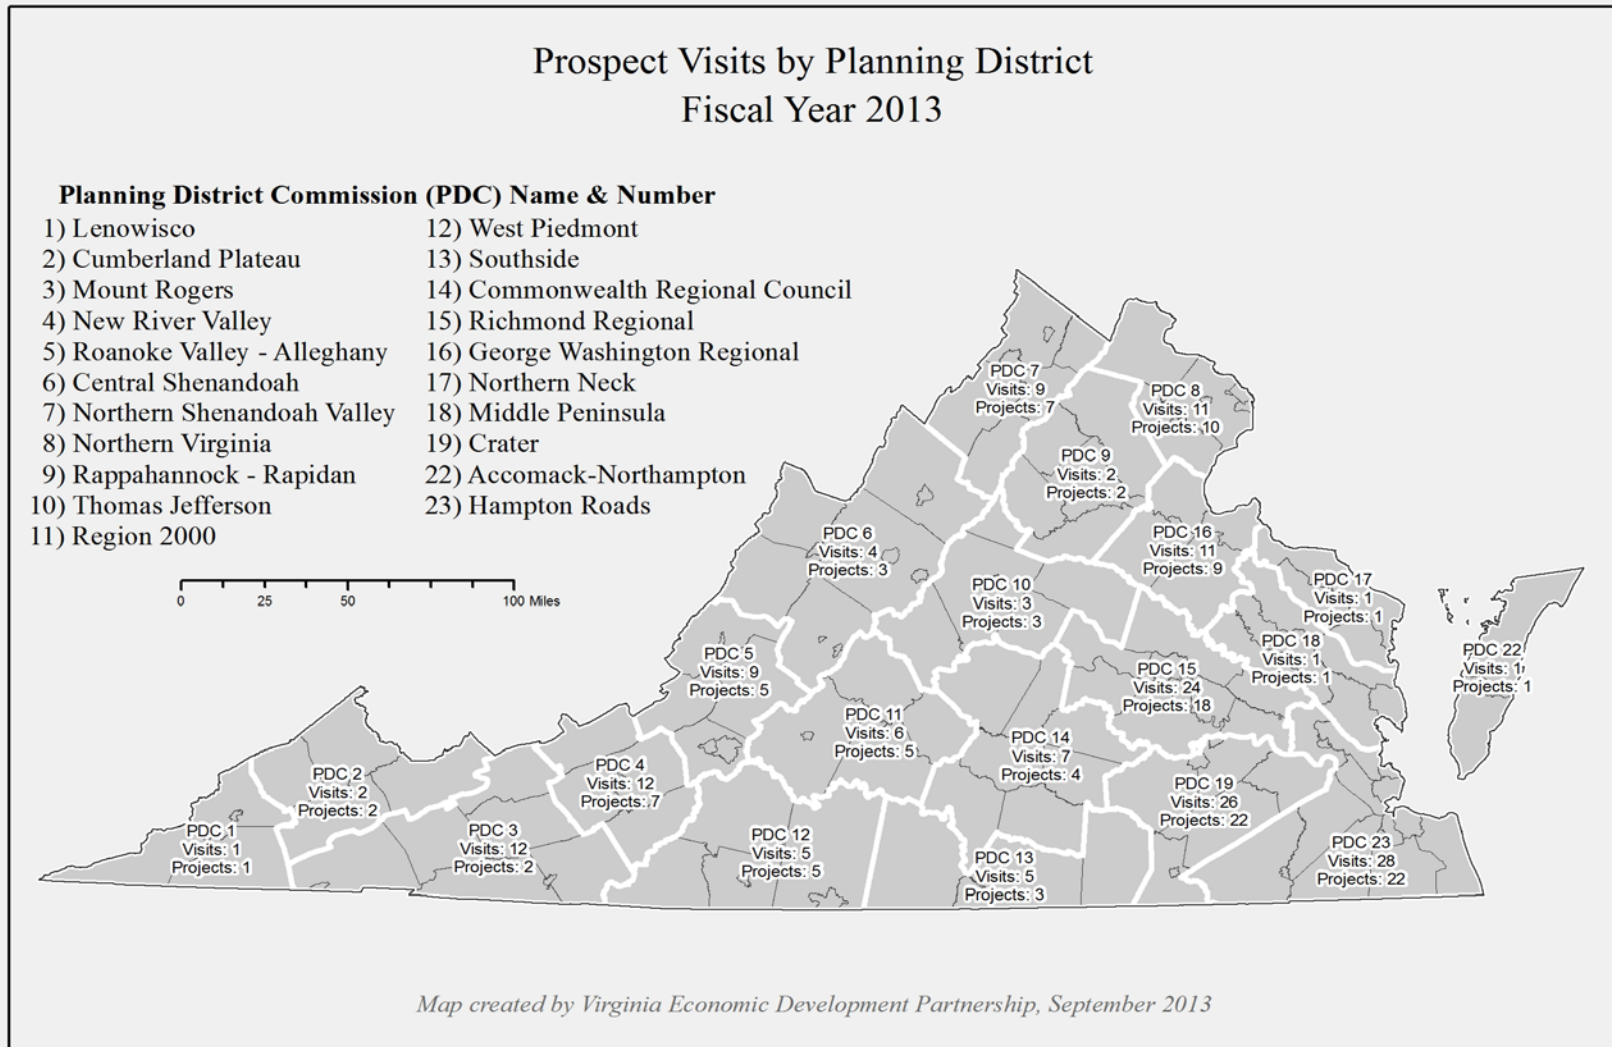 Prospect Visits by Planning District
Fiscal Year 2013
Planning District Commission (PDC) Name & Number
1) Lenowisco
2) Cumberland Plateau
3) Mount Rogers
4) New River Valley
5) Roanoke Valley - Alleghany
6) Central Shenandoah
7) Northern Shenandoah Valley
8) Northern Virginia
9) Rappahannock - Rapidan
10) Thomas Jefferson
11) Region 2000
12) West Piedmont
13) Southside
14) Commonwealth Regional Council
15) Richmond Regional
16) George Washington Regional
17) Northern Neck
18) Middle Peninsula
19) Crater
22) Accomack-Northampton
23) Hampton Roads
0 25 50 100 Miles
PDC 7
Visits: 9
Projects: 7
PDC 8
Visits: 11
Projects: 10
PDC 9
Visits: 2
Projects: 2
PDC 6
Visits: 4
Projects: 3
PDC 16
Visits: 11
Projects: 9
PDC 10
Visits: 3
Projects: 3
PDC 17
Visits: 1
Projects: 1
PDC 18
Visits: 1
Projects: 1
PDC 22
Visits: 1
Projects: 1
PDC 5
Visits: 9
Projects: 5
PDC 15
Visits: 24
Projects: 18
PDC 11
Visits: 6
Projects: 5
PDC 14
Visits: 7
Projects: 4
PDC 4
Visits: 12
Projects: 7
PDC 2
Visits: 2
Projects: 2
PDC 19
Visits: 26
Projects: 22
PDC 1
Visits: 1
Projects: 1
PDC 3
Visits: 12
Projects: 2
PDC 12
Visits: 5
Projects: 5
PDC 13
Visits: 5
Projects: 3
PDC 23
Visits: 28
Projects: 22
Map created by Virginia Economic Development Partnership, September 2013